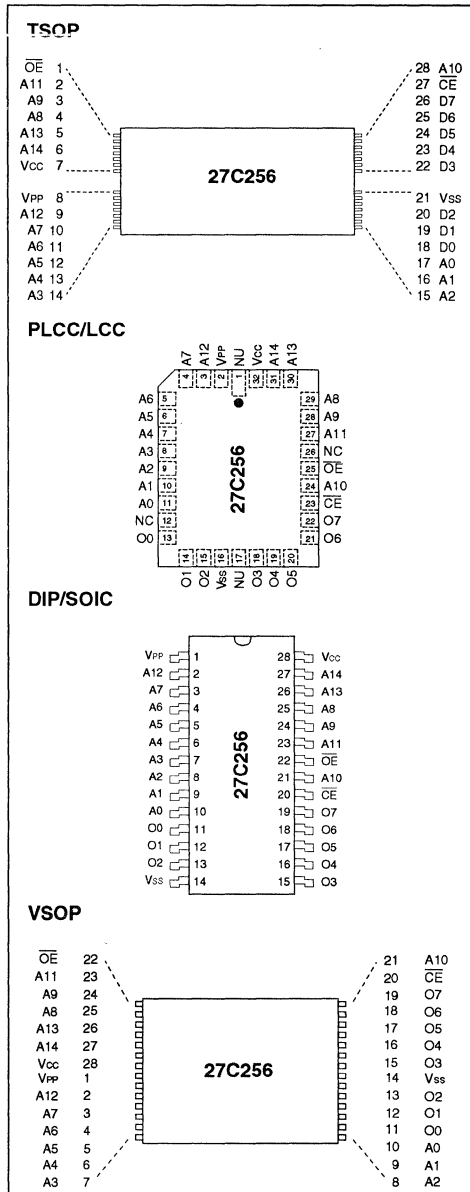 TSOP
OE 1 28 A10
A11 2 27 CE
A9 3 26 D7
A8 4 25 D6
A13 5 24 D5
A14 6 23 D4
Vcc 7 22 D3
27C256
VPP 8 21 Vss
A12 9 20 D2
A7 10 19 D1
A6 11 18 D0
A5 12 17 A0
A4 13 16 A1
A3 14 15 A2
PLCC/LCC
A7 A12 VPP NU Vcc A14 A13
4 3 2 1 32 31 30
A6 5 29 A8
A5 6 28 A9
A4 7 27 A11
A3 8 26 NC
A2 9 25 OE
A1 10 24 A10
A0 11 23 CE
NC 12 22 O7
O0 13 21 O6
27C256
14 15 16 17 18 19 20
O1 O2 Vss NU O3 O4 O5
DIP/SOIC
VPP 1 28 Vcc
A12 2 27 A14
A7 3 26 A13
A6 4 25 A8
A5 5 24 A9
A4 6 23 A11
A3 7 22 OE
A2 8 21 A10
A1 9 20 CE
A0 10 19 O7
O0 11 18 O6
O1 12 17 O5
O2 13 16 O4
Vss 14 15 O3
27C256
VSOP
OE 22 21 A10
A11 23 20 CE
A9 24 19 O7
A8 25 18 O6
A13 26 17 O5
A14 27 16 O4
Vcc 28 15 O3
VPP 1 14 Vss
A12 2 13 O2
A7 3 12 O1
A6 4 11 O0
A5 5 10 A0
A4 6 9 A1
A3 7 8 A2
27C256